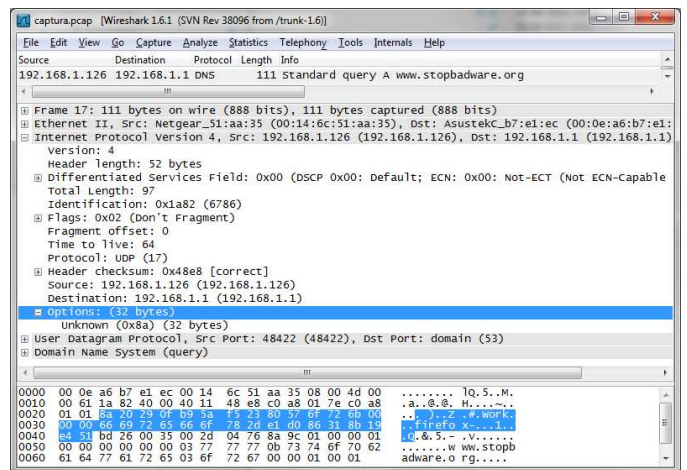 captura.pcap [Wireshark 1.6.1 (SVN Rev 38096 from /trunk-1.6)]
File Edit View Go Capture Analyze Statistics Telephony Tools Internals Help
Source Destination Protocol Length Info
192.168.1.126 192.168.1.1 DNS 111 Standard query A www.stopbadware.org
Frame 17: 111 bytes on wire (888 bits), 111 bytes captured (888 bits)
Ethernet II, Src: Netgear_51:aa:35 (00:14:6c:51:aa:35), Dst: AsustekC_b7:e1:ec (00:0e:a6:b7:e1:
Internet Protocol Version 4, Src: 192.168.1.126 (192.168.1.126), Dst: 192.168.1.1 (192.168.1.1)
Version: 4
Header length: 52 bytes
Differentiated Services Field: 0x00 (DSCP 0x00: Default; ECN: 0x00: Not-ECT (Not ECN-Capable
Total Length: 97
Identification: 0x1a82 (6786)
Flags: 0x02 (Don't Fragment)
Fragment offset: 0
Time to live: 64
Protocol: UDP (17)
Header checksum: 0x48e8 [correct]
Source: 192.168.1.126 (192.168.1.126)
Destination: 192.168.1.1 (192.168.1.1)
Options: (32 bytes)
Unknown (0x8a) (32 bytes)
User Datagram Protocol, Src Port: 48422 (48422), Dst Port: domain (53)
Domain Name System (query)
0000 00 0e a6 b7 e1 ec 00 14 6c 51 aa 35 08 00 4d 00 ........ lQ.5..M.
0010 00 61 1a 82 40 00 40 11 48 e8 c0 a8 01 7e c0 a8 .a..@.@. H....~..
0020 01 01 8a 20 29 0f b9 5a f5 23 80 57 6f 72 6b 00 ... )..Z .#.Work.
0030 00 00 66 69 72 65 66 6f 78 2d e1 d0 86 31 8b 19 ..firefo x-...1..
0040 e4 51 bd 26 00 35 00 2d 04 76 8a 9c 01 00 00 01 .Q.&.5.- .v......
0050 00 00 00 00 00 00 03 77 77 77 0b 73 74 6f 70 62 .......w ww.stopb
0060 61 64 77 61 72 65 03 6f 72 67 00 00 01 00 01 adware.o rg.....